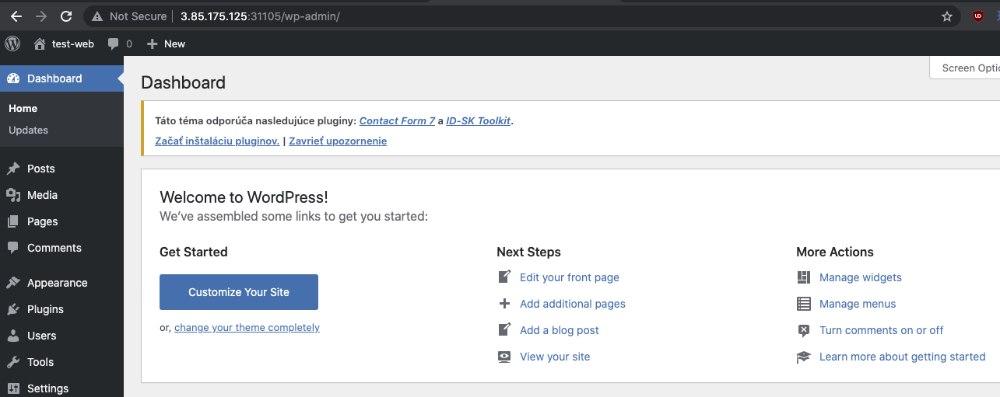 Not Secure 3.85.175.125:31105/wp-admin/
test-web 0 New
Dashboard
Home
Updates
Posts
Media
Pages
Comments
Appearance
Plugins
Users
Tools
Settings
Screen Optio
Dashboard
Táto téma odporúča nasledujúce pluginy: Contact Form 7 a ID-SK Toolkit.
Začať inštaláciu pluginov. | Zavrieť upozornenie
Welcome to WordPress!
We've assembled some links to get you started:
Get Started
Customize Your Site
or, change your theme completely
Next Steps
Edit your front page
Add additional pages
Add a blog post
View your site
More Actions
Manage widgets
Manage menus
Turn comments on or off
Learn more about getting started